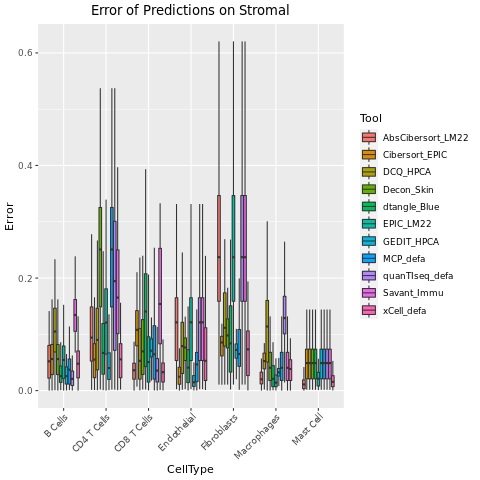 Error of Predictions on Stromal
Error
0.6
0.4
0.2
0.0
B Cells
CD4 T Cells
CD8 T Cells
Endothelial
Fibroblasts
Macrophages
Mast Cell
CellType
Tool
AbsCibersort_LM22
Cibersort_EPIC
DCQ_HPCA
Decon_Skin
dtangle_Blue
EPIC_LM22
GEDIT_HPCA
MCP_defa
quanTIseq_defa
Savant_Immu
xCell_defa